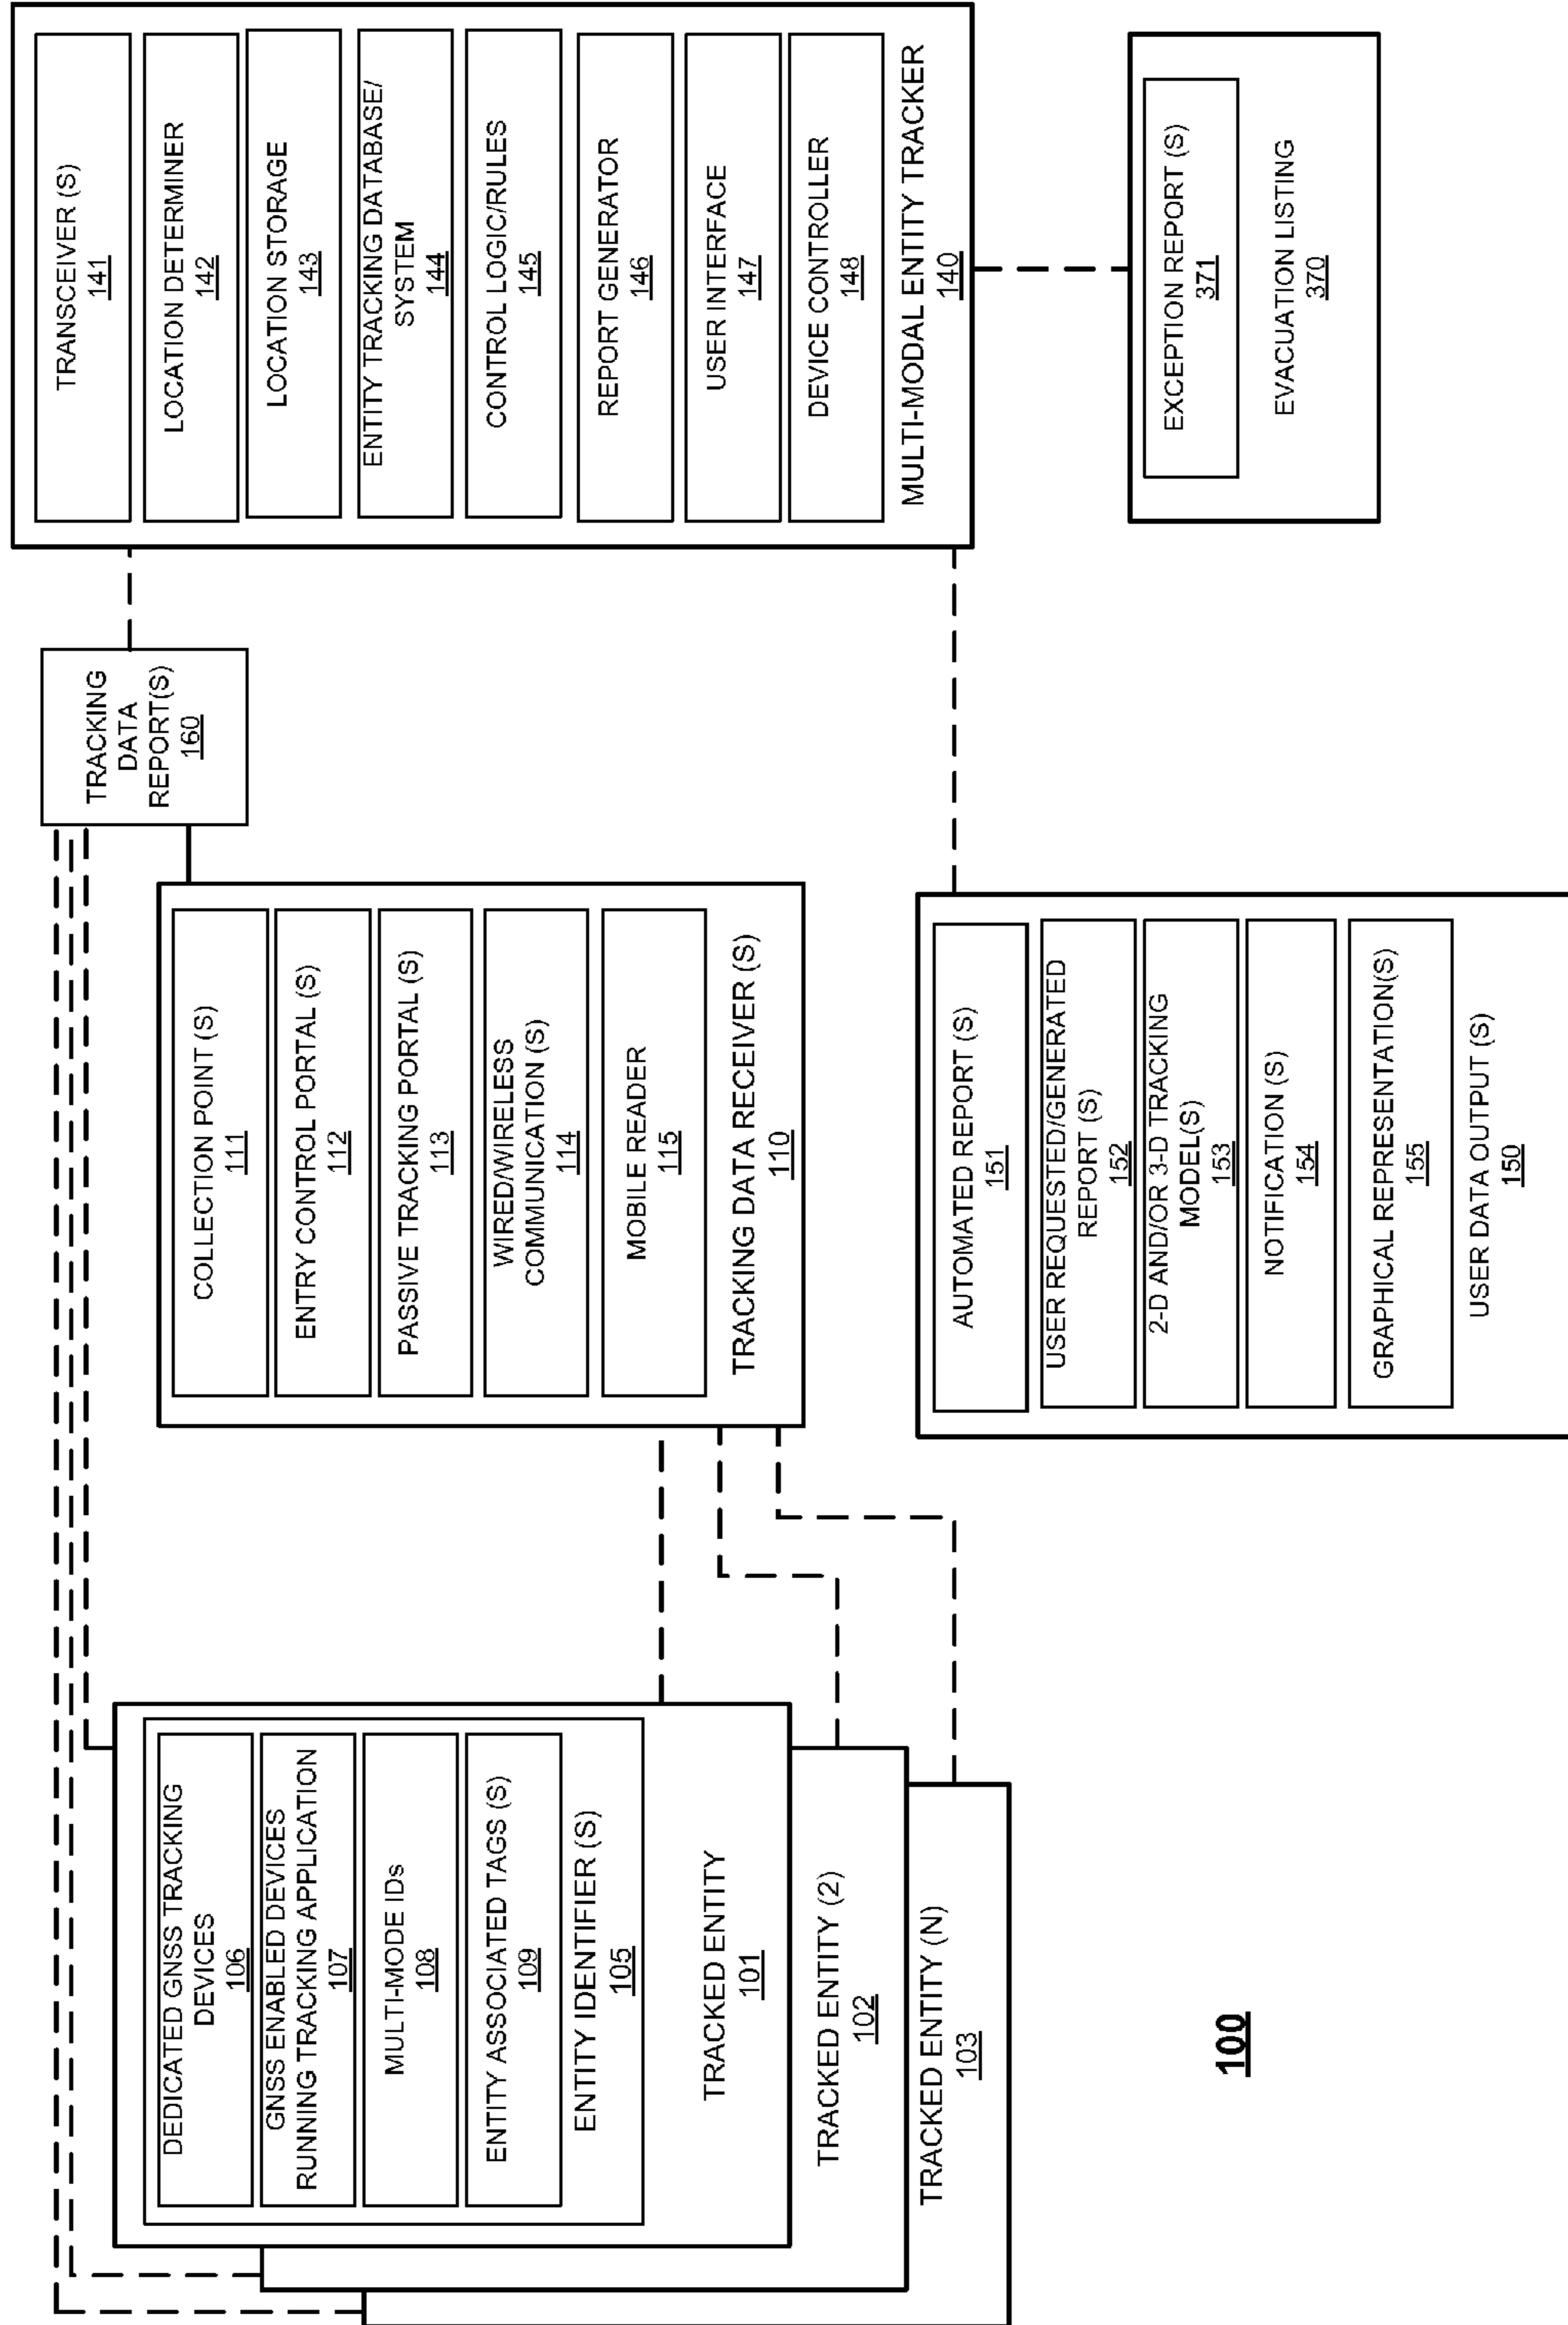 DEDICATED GNSS TRACKING
DEVICES
106
GNSS ENABLED DEVICES
RUNNING TRACKING APPLICATION
107
MULTI-MODE IDs
108
ENTITY ASSOCIATED TAGS (S)
109
ENTITY IDENTIFIER (S)
105
TRACKED ENTITY
101
TRACKED ENTITY (2)
102
TRACKED ENTITY (N)
103
COLLECTION POINT (S)
111
ENTRY CONTROL PORTAL (S)
112
PASSIVE TRACKING PORTAL (S)
113
WIRED/WIRELESS
COMMUNICATION (S)
114
MOBILE READER
115
TRACKING DATA RECEIVER (S)
110
TRACKING
DATA
REPORT(S)
160
TRANSCEIVER (S)
141
LOCATION DETERMINER
142
LOCATION STORAGE
143
ENTITY TRACKING DATABASE/
SYSTEM
144
CONTROL LOGIC/RULES
145
REPORT GENERATOR
146
USER INTERFACE
147
DEVICE CONTROLLER
148
MULTI-MODAL ENTITY TRACKER
140
AUTOMATED REPORT (S)
151
USER REQUESTED/GENERATED
REPORT (S)
152
2-D AND/OR 3-D TRACKING
MODEL(S)
153
NOTIFICATION (S)
154
GRAPHICAL REPRESENTATION(S)
155
USER DATA OUTPUT (S)
150
EXCEPTION REPORT (S)
371
EVACUATION LISTING
370
100